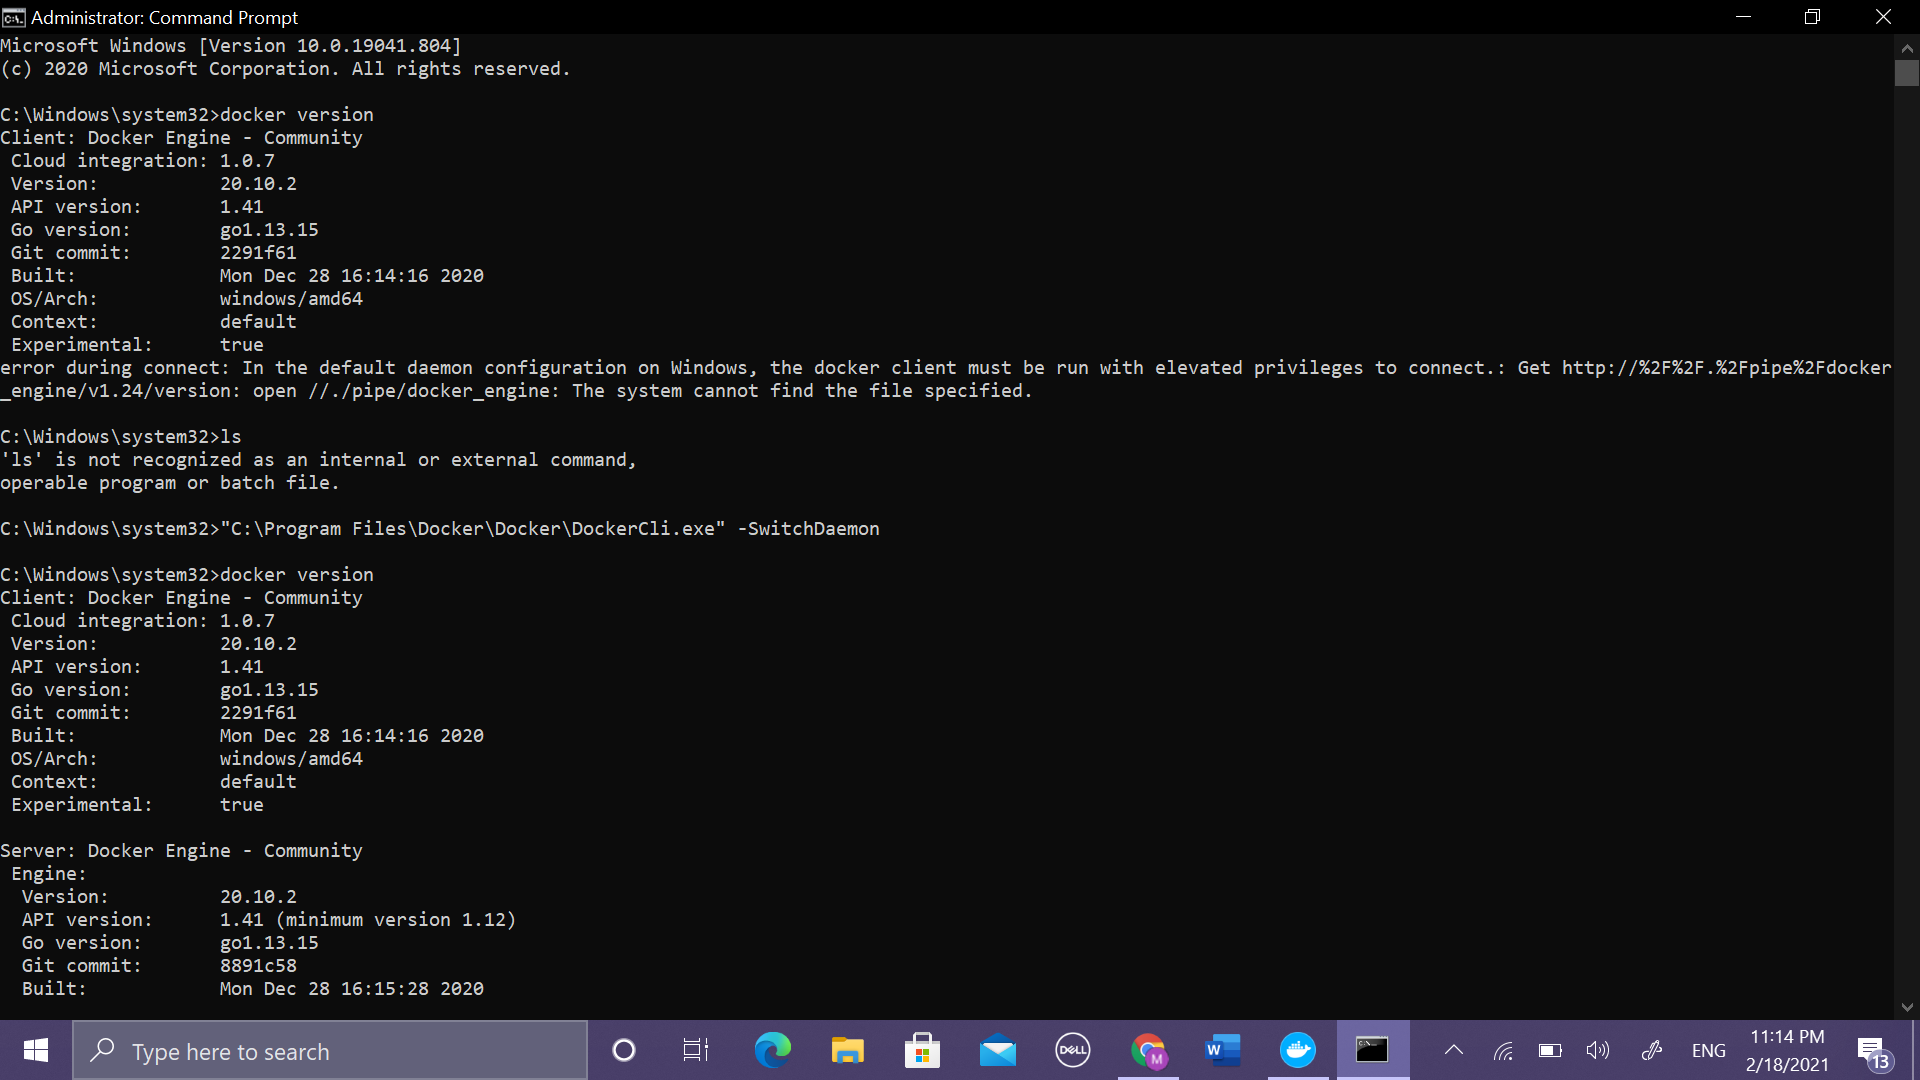 Administrator: Command Prompt
Microsoft Windows [Version 10.0.19041.804]
(c) 2020 Microsoft Corporation. All rights reserved.
C:\Windows\system32>docker version
Client: Docker Engine - Community
Cloud integration: 1.0.7
Version: 20.10.2
API version: 1.41
Go version: go1.13.15
Git commit: 2291f61
Built: Mon Dec 28 16:14:16 2020
OS/Arch: windows/amd64
Context: default
Experimental: true
error during connect: In the default daemon configuration on Windows, the docker client must be run with elevated privileges to connect.: Get http://%2F%2F.%2Fpipe%2Fdocker
_engine/v1.24/version: open //./pipe/docker_engine: The system cannot find the file specified.
C:\Windows\system32>ls
'ls' is not recognized as an internal or external command,
operable program or batch file.
C:\Windows\system32>"C:\Program Files\Docker\Docker\DockerCli.exe" -SwitchDaemon
C:\Windows\system32>docker version
Client: Docker Engine - Community
Cloud integration: 1.0.7
Version: 20.10.2
API version: 1.41
Go version: go1.13.15
Git commit: 2291f61
Built: Mon Dec 28 16:14:16 2020
OS/Arch: windows/amd64
Context: default
Experimental: true
Server: Docker Engine - Community
Engine:
Version: 20.10.2
API version: 1.41 (minimum version 1.12)
Go version: go1.13.15
Git commit: 8891c58
Built: Mon Dec 28 16:15:28 2020
Type here to search
DELL
M
W
ENG
11:14 PM
2/18/2021
13